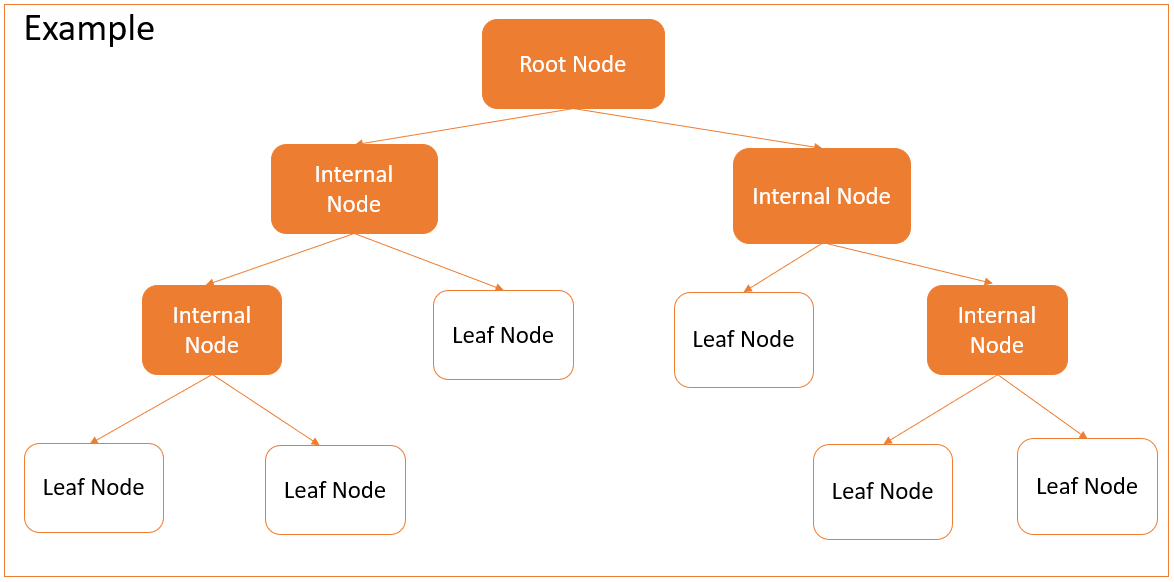 Example
Root Node
Internal
Node
Internal Node
Internal
Node
Leaf Node
Leaf Node
Internal
Node
Leaf Node
Leaf Node
Leaf Node
Leaf Node